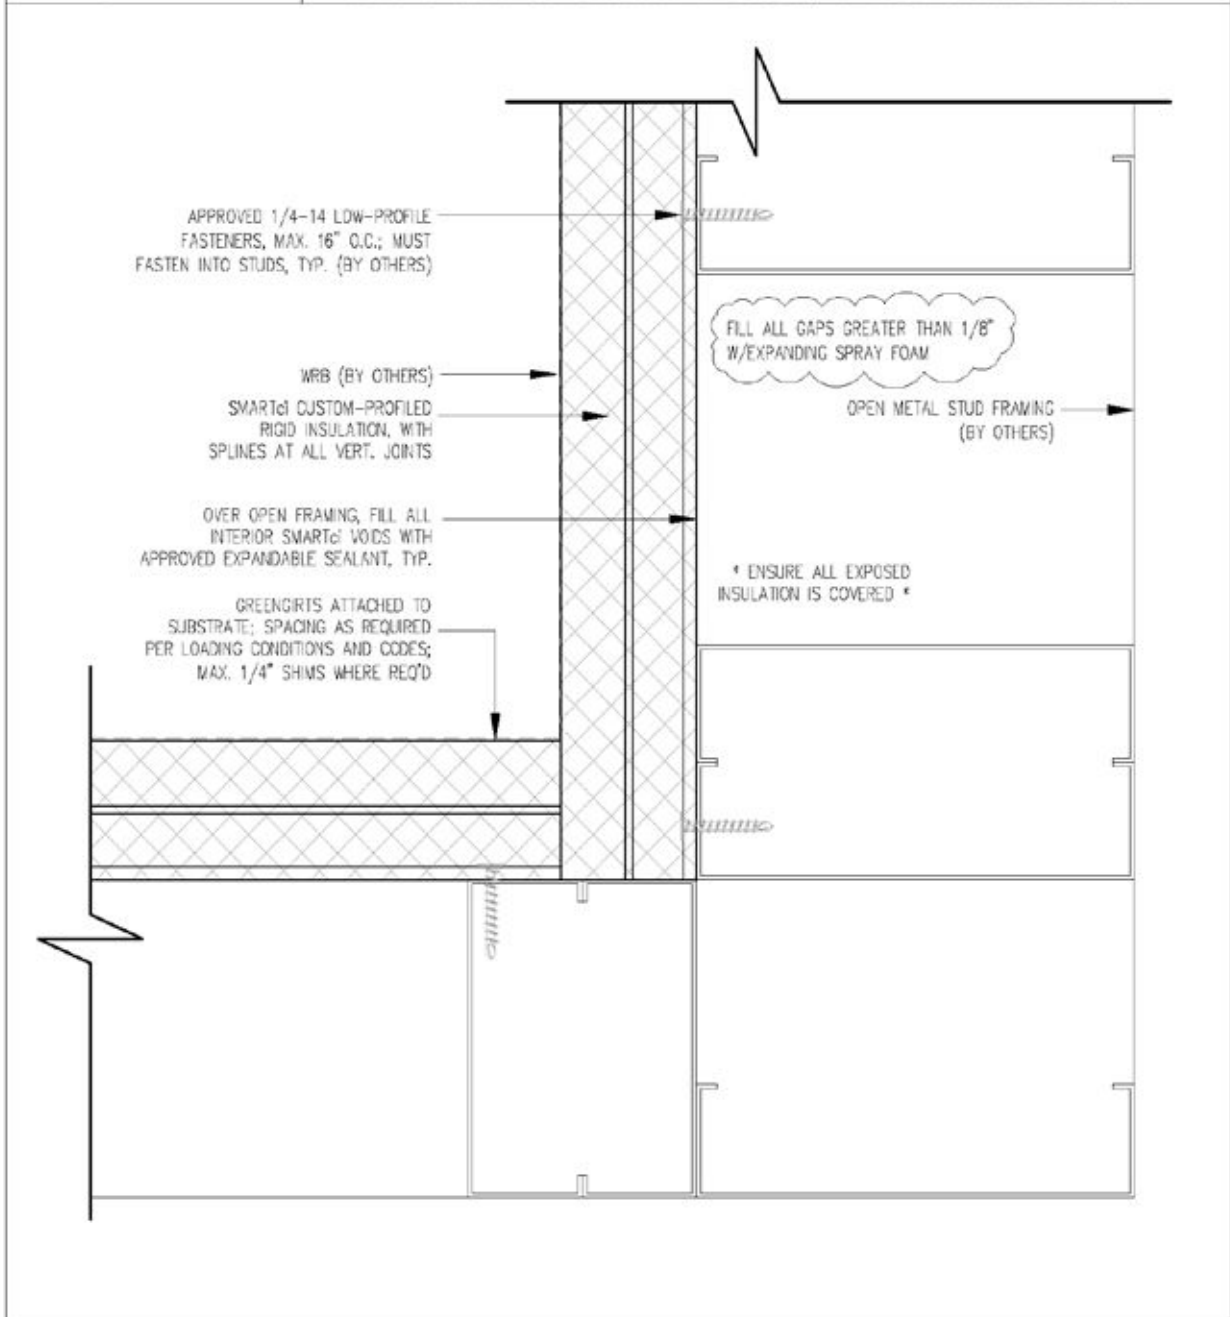 APPROVED 1/4-14 LOW-PROFILE
FASTENERS, MAX. 16" O.C.; MUST
FASTEN INTO STUDS, TYP. (BY OTHERS)
FILL ALL GAPS GREATER THAN 1/8"
W/EXPANDING SPRAY FOAM
WRB (BY OTHERS)
SMARTci CUSTOM-PROFILED
RIGID INSULATION, WITH
SPLINES AT ALL VERT. JOINTS
OPEN METAL STUD FRAMING
(BY OTHERS)
OVER OPEN FRAMING, FILL ALL
INTERIOR SMARTci VOIDS WITH
APPROVED EXPANDABLE SEALANT, TYP.
* ENSURE ALL EXPOSED
INSULATION IS COVERED *
GREENGIRTS ATTACHED TO
SUBSTRATE; SPACING AS REQUIRED
PER LOADING CONDITIONS AND CODES;
MAX. 1/4" SHIMS WHERE REQ'D